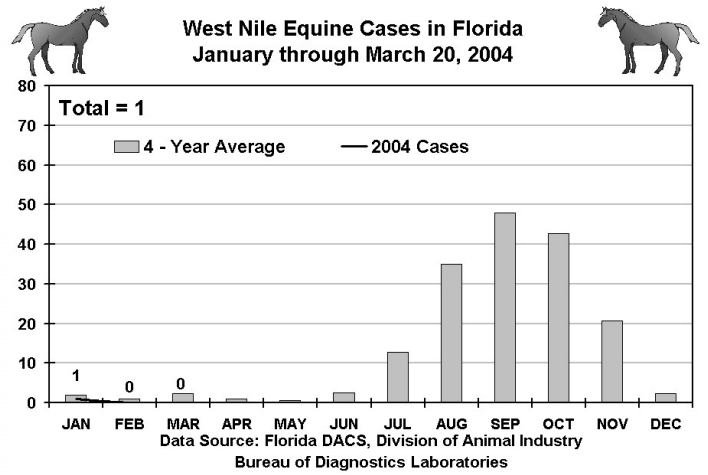 West Nile Equine Cases in Florida
January through March 20, 2004
80
Total = 1
4 - Year Average
2004 Cases
70
60
50
40
30
20
10
0
1
0
0
JAN FEB MAR APR MAY JUN JUL AUG SEP OCT NOV DEC
Data Source: Florida DACS, Division of Animal Industry
Bureau of Diagnostics Laboratories